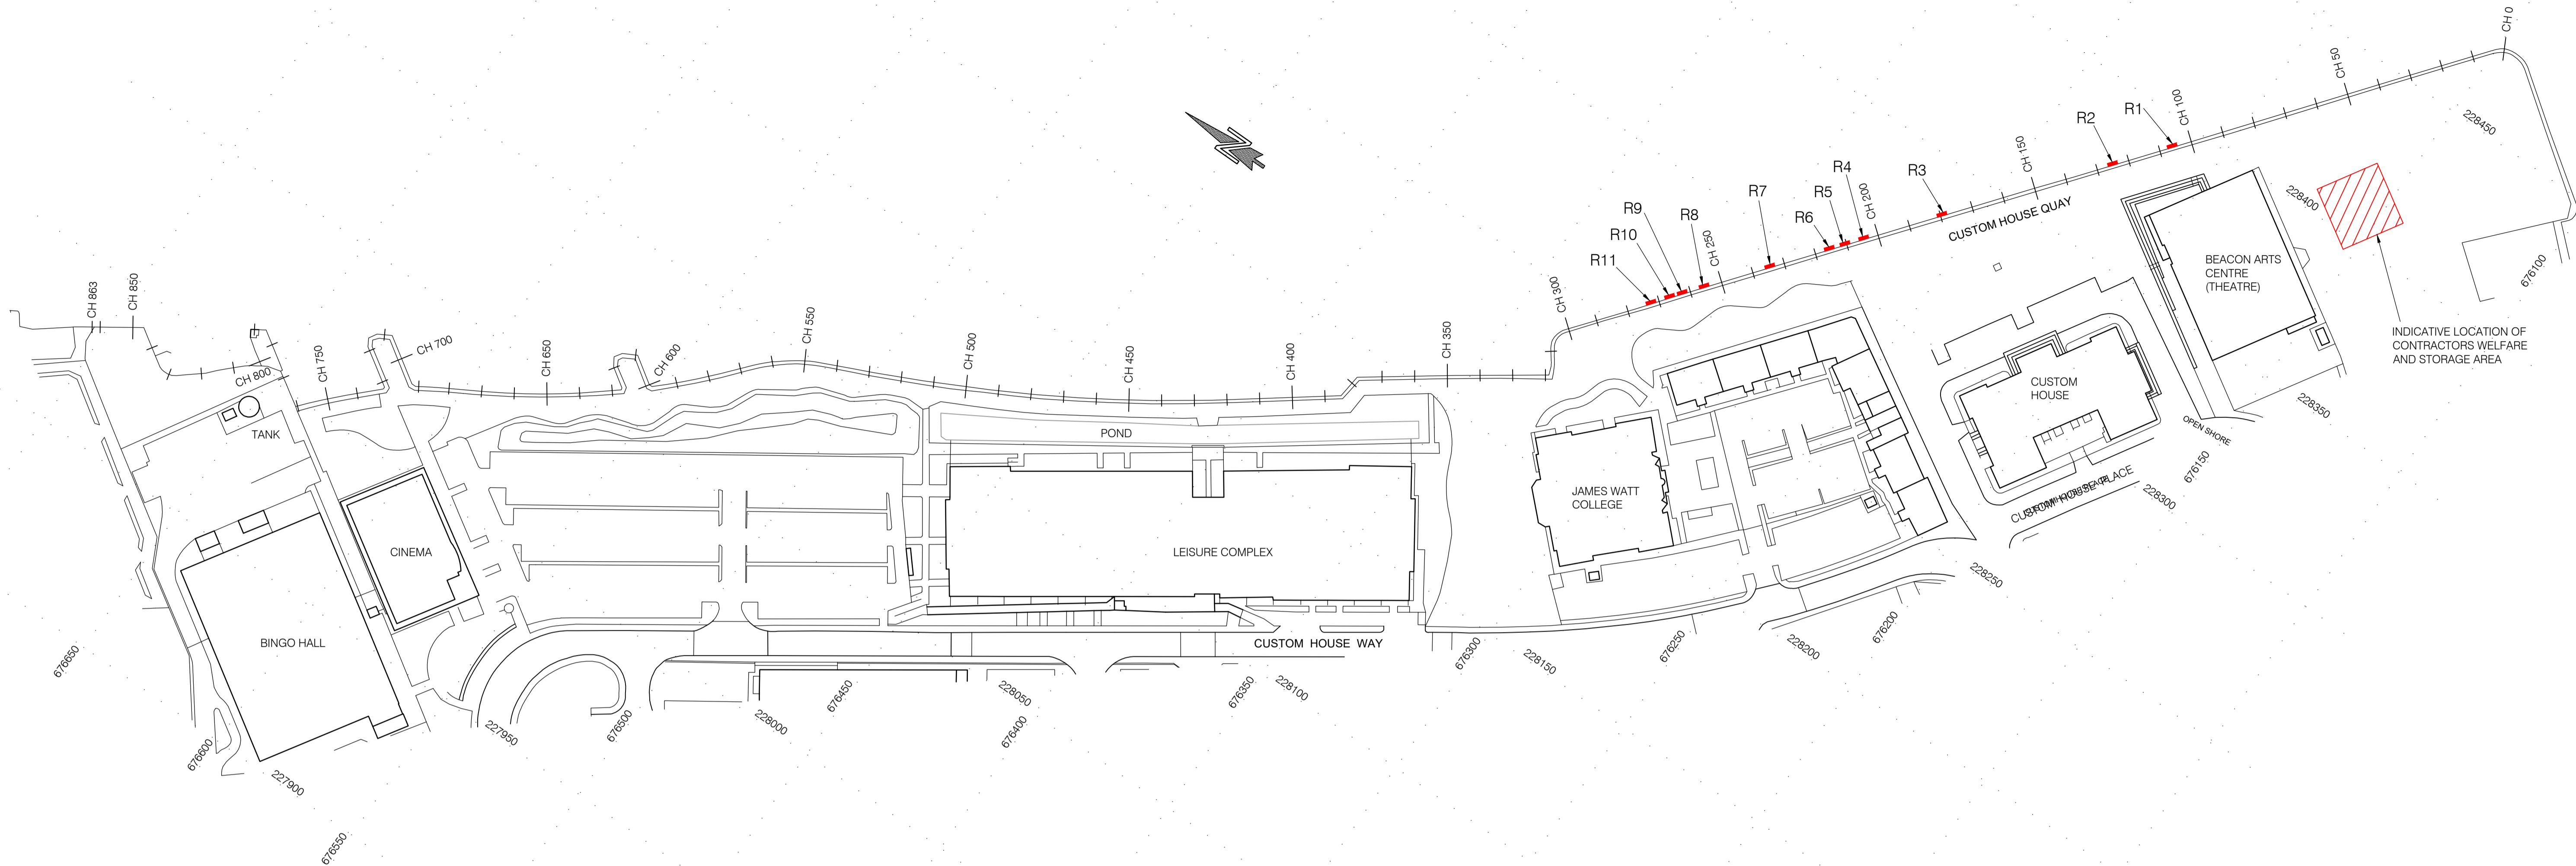 CH 0
CH 50
CH 100
R1
R2
CH 150
R3
CH 200
R4
R5
R6
R7
CH 250
R8
R9
R10
R11
CH 300
CH 350
CH 400
CH 450
CH 500
CH 550
CH 600
CH 650
CH 700
CH 750
CH 800
CH 850
CH 863
CUSTOM HOUSE QUAY
228450
228400
676100
BEACON ARTS
CENTRE
(THEATRE)
INDICATIVE LOCATION OF
CONTRACTORS WELFARE
AND STORAGE AREA
CUSTOM
HOUSE
OPEN SHORE
228350
676150
CUSTOM HOUSE PLACE
228300
TANK
POND
JAMES WATT
COLLEGE
CINEMA
LEISURE COMPLEX
228250
BINGO HALL
CUSTOM HOUSE WAY
676200
228200
676250
228150
676300
228100
676350
228050
676400
676450
228000
676500
227950
676550
227900
676600
676650